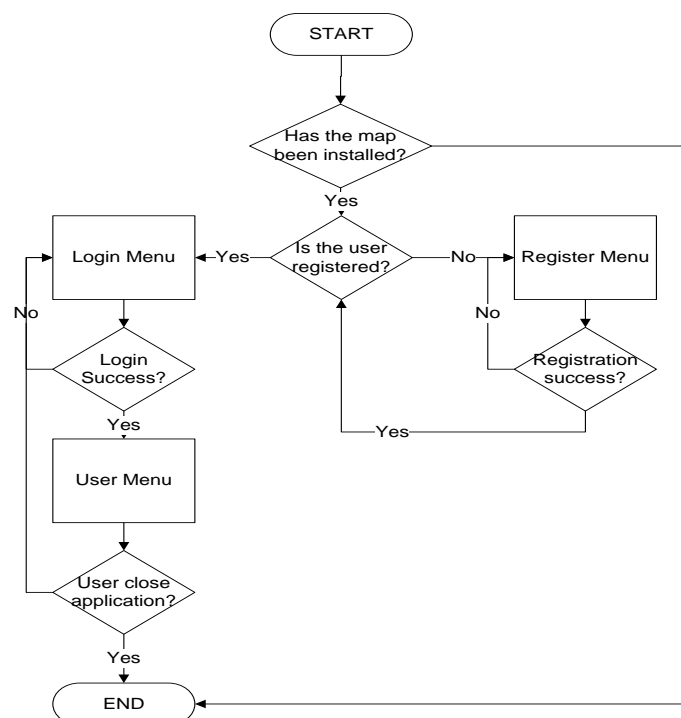 START
Has the map
been installed?
Yes
Login Menu
Yes
Is the user
registered?
No
Register Menu
No
No
Login
Success?
Registration
success?
Yes
Yes
User Menu
User close
application?
Yes
END